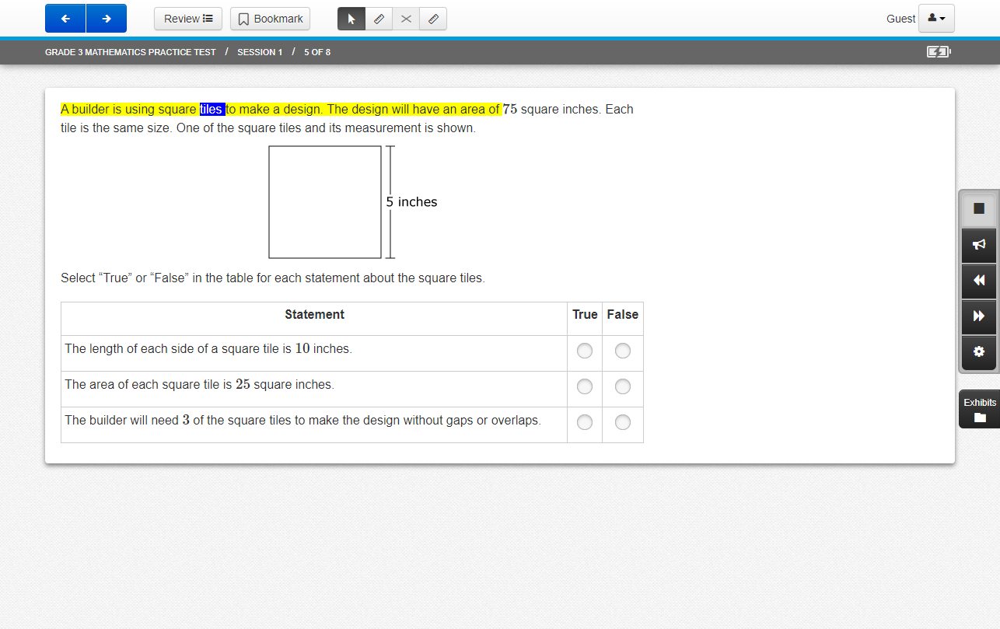 Review
Bookmark
Guest
GRADE 3 MATHEMATICS PRACTICE TEST / SESSION 1 / 5 OF 8
A builder is using square tiles to make a design. The design will have an area of 75 square inches. Each
tile is the same size. One of the square tiles and its measurement is shown.
5 inches
Select “True” or “False” in the table for each statement about the square tiles.
Statement True False
The length of each side of a square tile is 10 inches.
The area of each square tile is 25 square inches.
The builder will need 3 of the square tiles to make the design without gaps or overlaps.
Exhibits